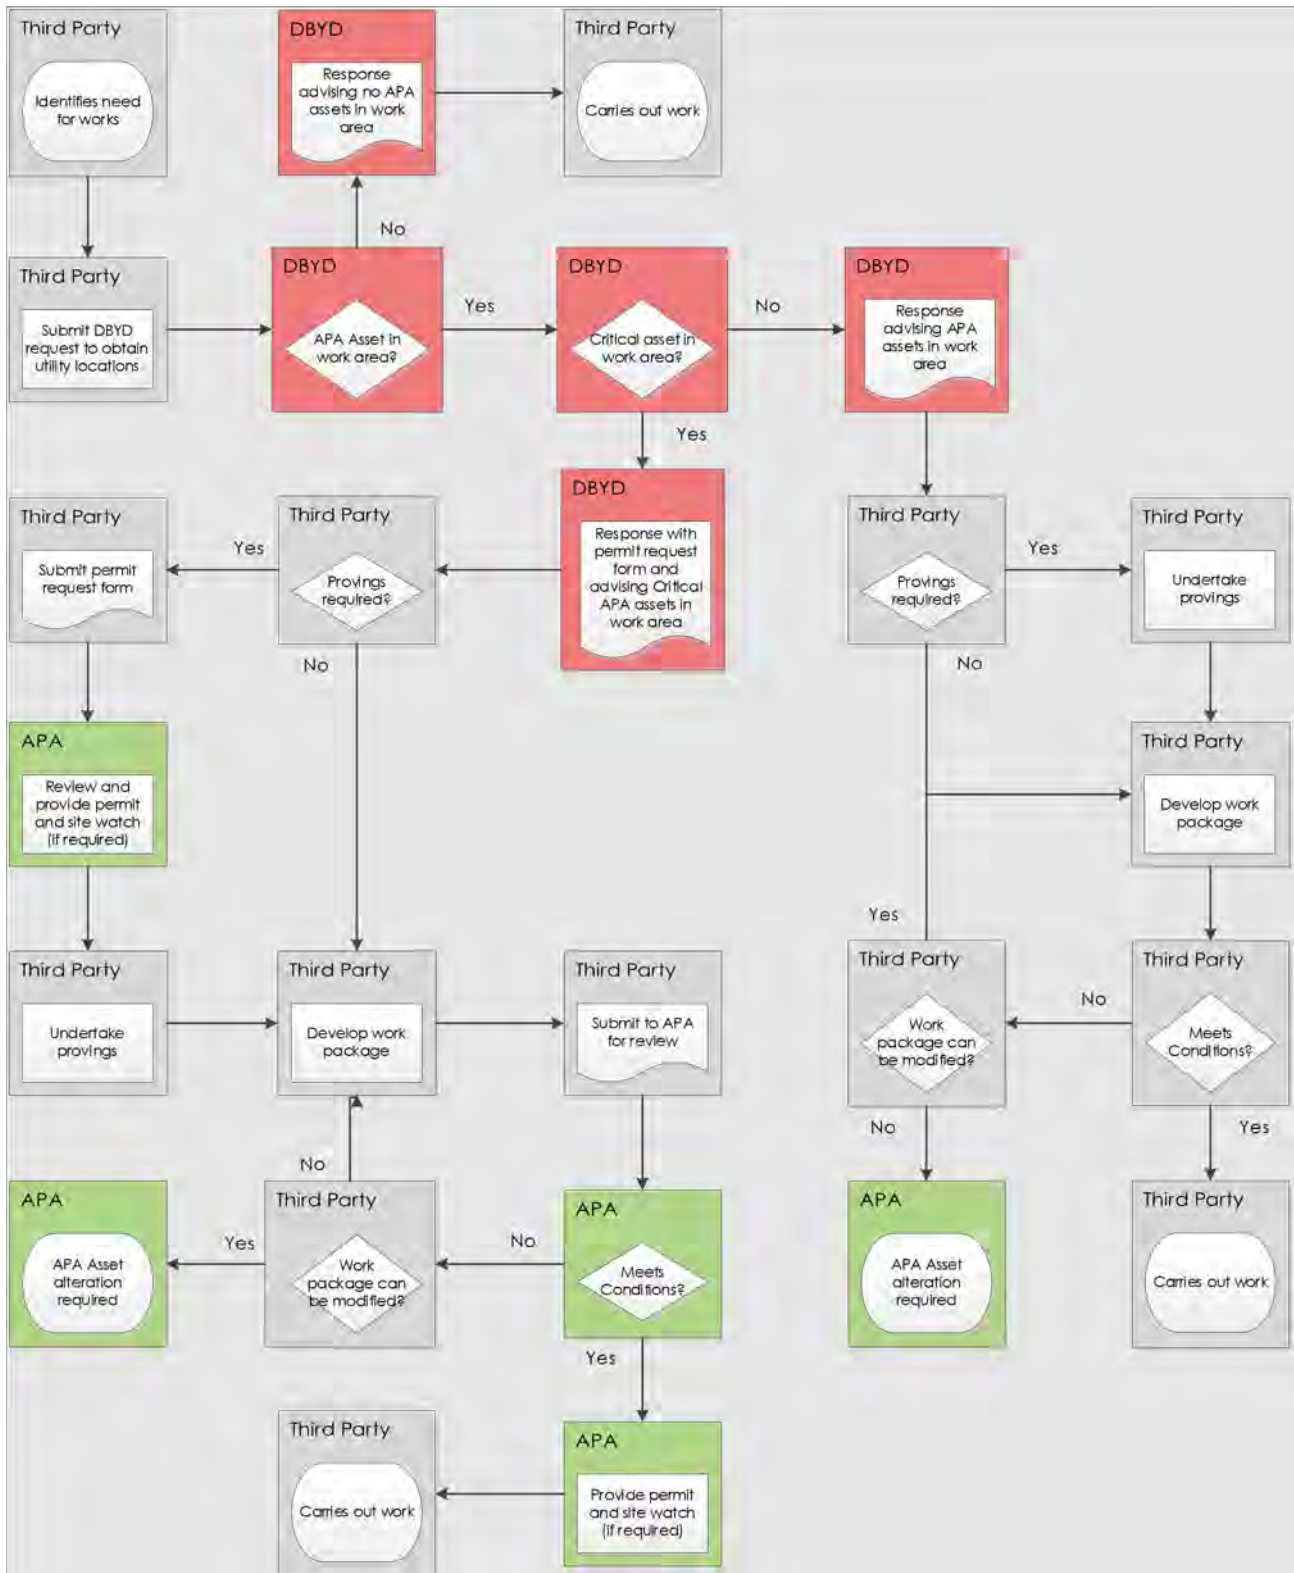 Third Party
Identifies need
for works
DBYD
Response
advising no APA
assets in work
area
Third Party
Carries out work
No
Third Party
Submit DBYD
request to obtain
utility locations
DBYD
APA Asset in
work area?
Yes
DBYD
Critical asset in
work area?
No
DBYD
Response
advising APA
assets in work
area
Yes
Third Party
Submit permit
request form
Yes
Third Party
Provings
required?
DBYD
Response with
permit request
form and
advising Critical
APA assets in
work area
Third Party
Provings
required?
Yes
Third Party
Undertake
provings
No
No
APA
Review and
provide permit
and site watch
(if required)
Third Party
Develop work
package
Yes
Third Party
Undertake
provings
Third Party
Develop work
package
Third Party
Submit to APA
for review
Third Party
Work
package can
be modified?
No
Third Party
Meets
Conditions?
No
No
Yes
APA
APA Asset
alteration
required
Yes
Third Party
Work
package can
be modified?
No
APA
Meets
Conditions?
APA
APA Asset
alteration
required
Third Party
Carries out work
Yes
Third Party
Carries out work
APA
Provide permit
and site watch
(if required)